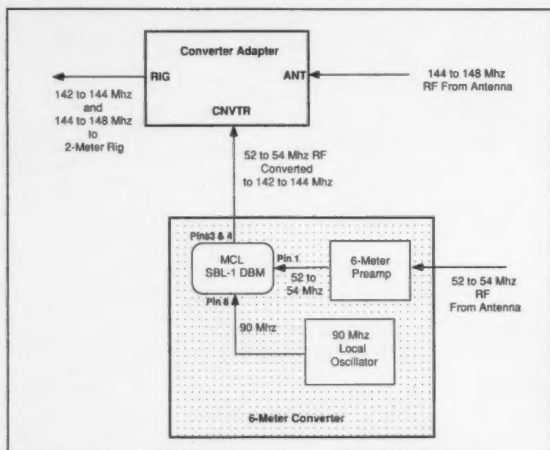 Converter Adapter
RIG
ANT
CNVTR
142 to 144 Mhz
and
144 to 148 Mhz
to
2-Meter Rig
144 to 148 Mhz
RF From Antenna
52 to 54 Mhz RF
Converted
to 142 to 144 Mhz
Pins3 & 4
MCL
SBL-1 DBM
Pin 1
52 to
54 Mhz
6-Meter
Preamp
52 to 54 Mhz
RF
From Antenna
Pin 8
90 Mhz
90 Mhz
Local
Oscillator
6-Meter Converter